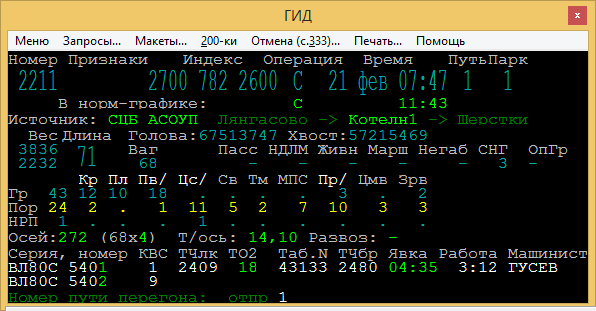 ГИД
x
Меню Запросы... Макеты... 200-ки Отмена (с.333)... Печать... Помощь
Номер Признаки Индекс Операция Время ПутьПарк
2211 2700 782 2600 С 21 фев 07:47 1 1
В норм-графике: С 11:43
Источник: СЦВ АСОУП Лянгасово -> Котелн1 -> Шерстки
Вес Длина Голова:67513747 Хвост:57215469
3836 71 Ваг Пасс НДЛМ Живн Марш Негаб СНГ ОпГр
2232 68 - - - - - 3 -
Кр Пл Пв/ Цс/ Св Тм МПС Пр/ Цмв Зрв
Гр 43 12 10 18 . . . . 3 . 2
Пор 24 2 . 1 11 5 2 7 10 3 3
НРП 1 . . . 1 . . . . . .
Осей:272 (68x4) Т/ось: 14,10 Развоз: -
Серия, номер КВС ТЧлк ТО2 Таб.N ТЧбр Явка Работа Машинист
ВЛ80С 5401 1 2409 18 43133 2480 04:35 3:12 ГУСЕВ
ВЛ80С 5402 9
Номер пути перегона: отпр 1